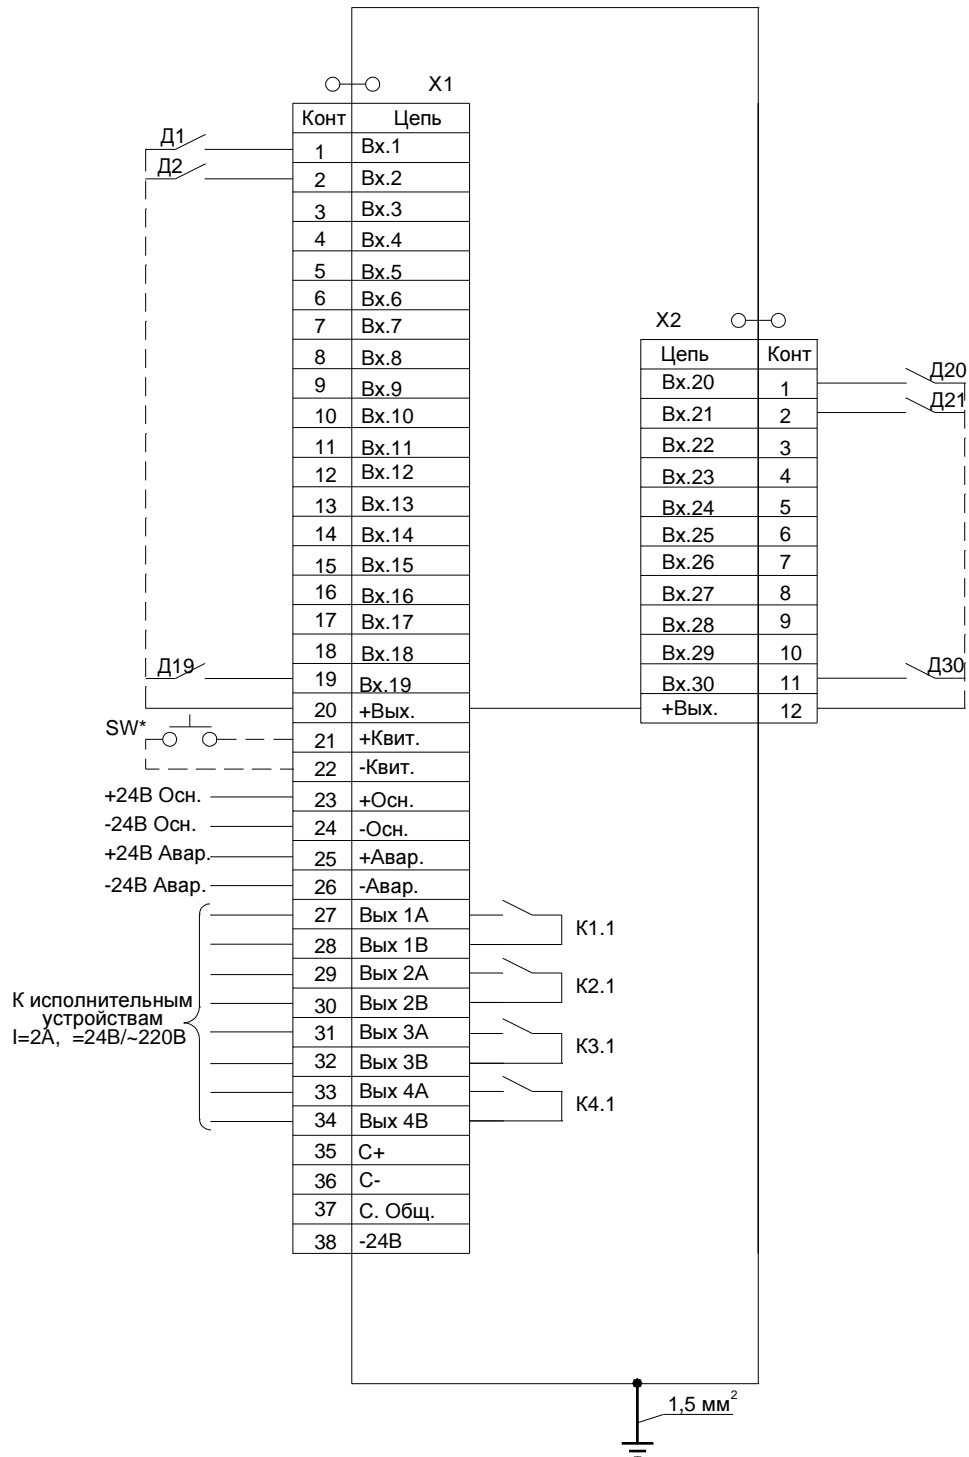 X1
Конт Цепь
Д1
1 Вх.1
Д2
2 Вх.2
3 Вх.3
4 Вх.4
5 Вх.5
6 Вх.6
7 Вх.7
8 Вх.8
9 Вх.9
10 Вх.10
11 Вх.11
12 Вх.12
13 Вх.13
14 Вх.14
15 Вх.15
16 Вх.16
17 Вх.17
18 Вх.18
Д19
19 Вх.19
20 +Вых.
SW*
21 +Квит.
22 -Квит.
+24В Осн. 23 +Осн.
-24В Осн. 24 -Осн.
+24В Авар. 25 +Авар.
-24В Авар. 26 -Авар.
27 Вых 1А
28 Вых 1В
К1.1
29 Вых 2А
30 Вых 2В
К2.1
31 Вых 3А
32 Вых 3В
К3.1
33 Вых 4А
34 Вых 4В
К4.1
К исполнительным
устройствам
I=2А, =24В/~220В
35 С+
36 С-
37 С. Общ.
38 -24В
X2
Цепь Конт
Вх.20 1
Д20
Вх.21 2
Д21
Вх.22 3
Вх.23 4
Вх.24 5
Вх.25 6
Вх.26 7
Вх.27 8
Вх.28 9
Вх.29 10
Вх.30 11
Д30
+Вых. 12
1,5 мм²